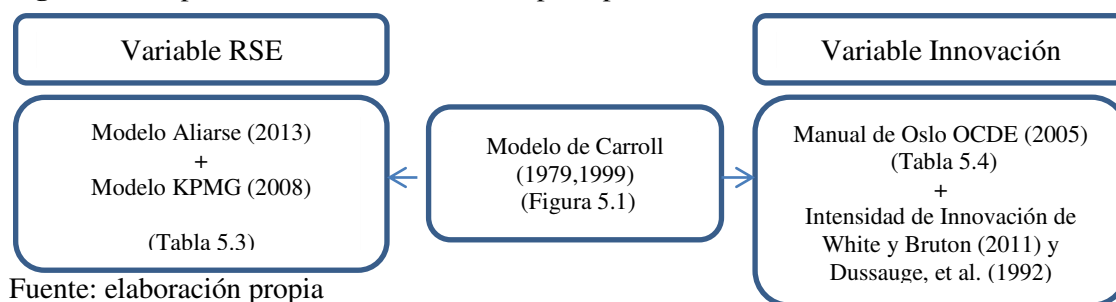 Variable RSE
Variable Innovación
Modelo Aliarse (2013)
+
Modelo KPMG (2008)
(Tabla 5.3)
Modelo de Carroll
(1979,1999)
(Figura 5.1)
Manual de Oslo OCDE (2005)
(Tabla 5.4)
+
Intensidad de Innovación de
White y Bruton (2011) y
Dussauge, et al. (1992)
Fuente: elaboración propia